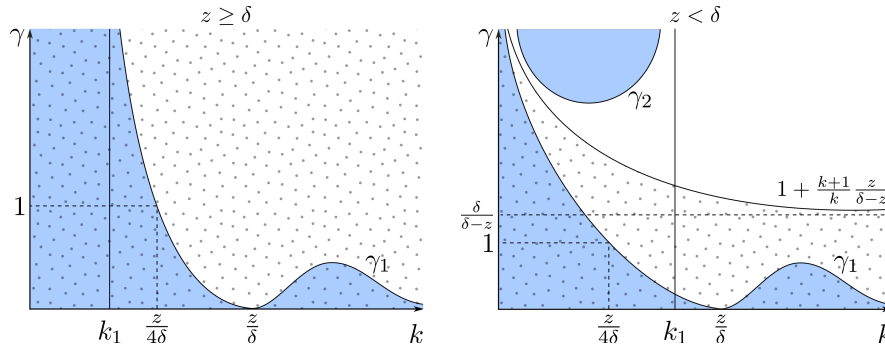 z ≥ δ
γ
1
γ₁
k₁
z/4δ
z/δ
k
z < δ
γ
γ₂
1 + (k+1)/k z/(δ−z)
δ/(δ−z)
1
γ₁
z/4δ
k₁
z/δ
k